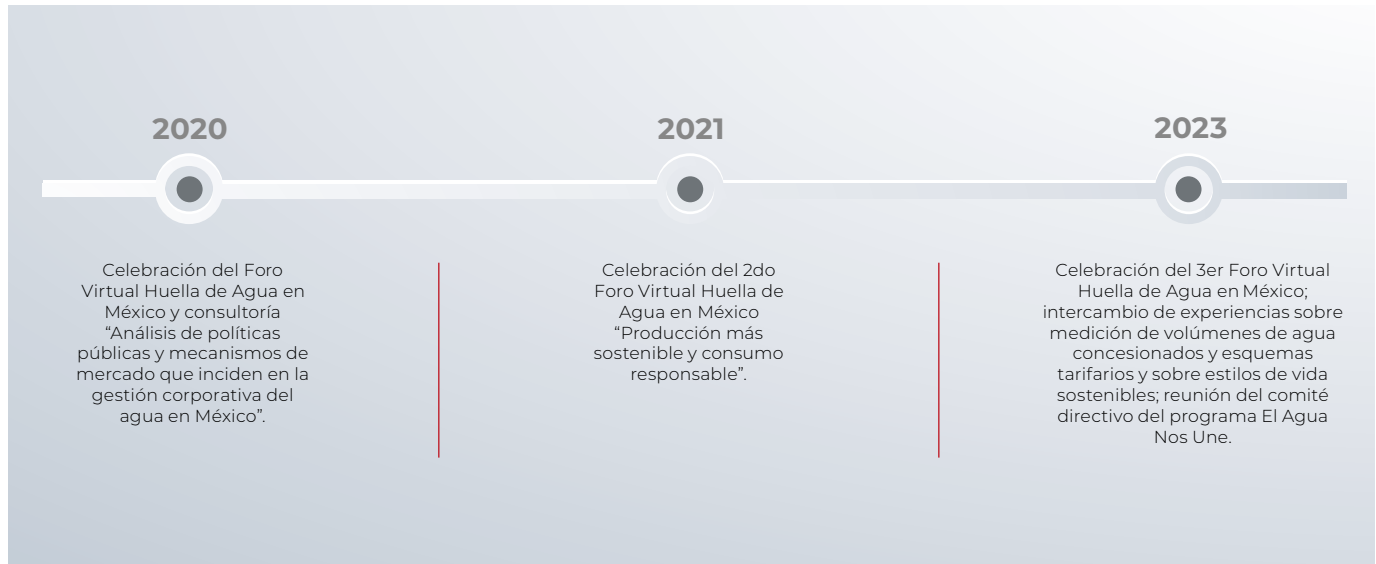 2020
Celebración del Foro
Virtual Huella de Agua en
México y consultoría
“Análisis de políticas
públicas y mecanismos de
mercado que inciden en la
gestión corporativa del
agua en México”.
2021
Celebración del 2do
Foro Virtual Huella de
Agua en México
“Producción más
sostenible y consumo
responsable”.
2023
Celebración del 3er Foro Virtual
Huella de Agua en México;
intercambio de experiencias sobre
medición de volúmenes de agua
concesionados y esquemas
tarifarios y sobre estilos de vida
sostenibles; reunión del comité
directivo del programa El Agua
Nos Une.